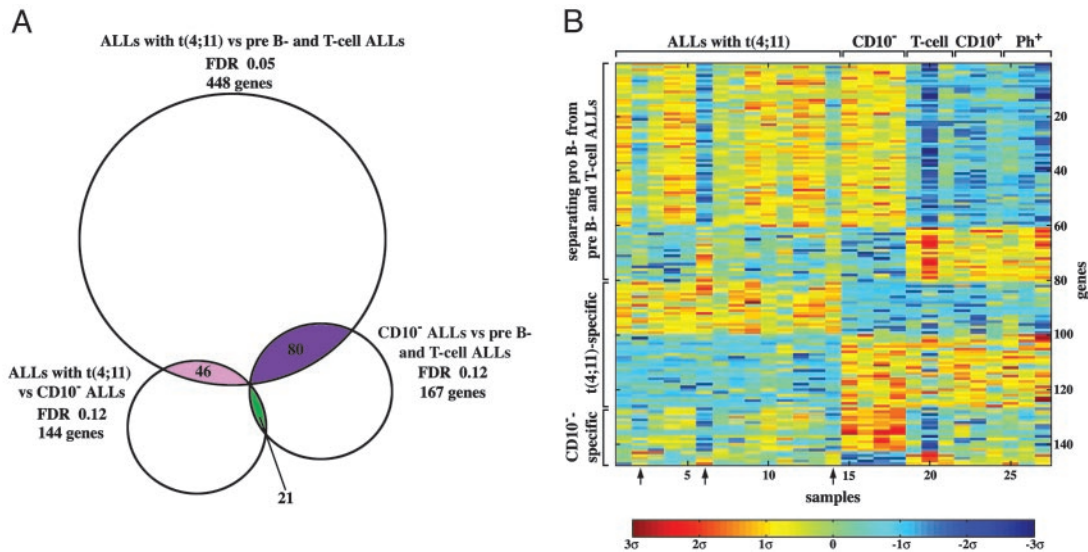 A
ALLs with t(4;11) vs pre B- and T-cell ALLs
FDR 0.05
448 genes
80
CD10⁻ ALLs vs pre B-
and T-cell ALLs
FDR 0.12
167 genes
46
ALLs with t(4;11)
vs CD10⁻ ALLs
FDR 0.12
144 genes
21
B
ALLs with t(4;11) CD10⁻ T-cell CD10⁺ Ph⁺
separating pro B- from
pre B- and T-cell ALLs
t(4;11)-specific
CD10⁻-
specific
20
40
60
80
100
120
140
genes
5 10 15 20 25
samples
3σ 2σ 1σ 0 -1σ -2σ -3σ